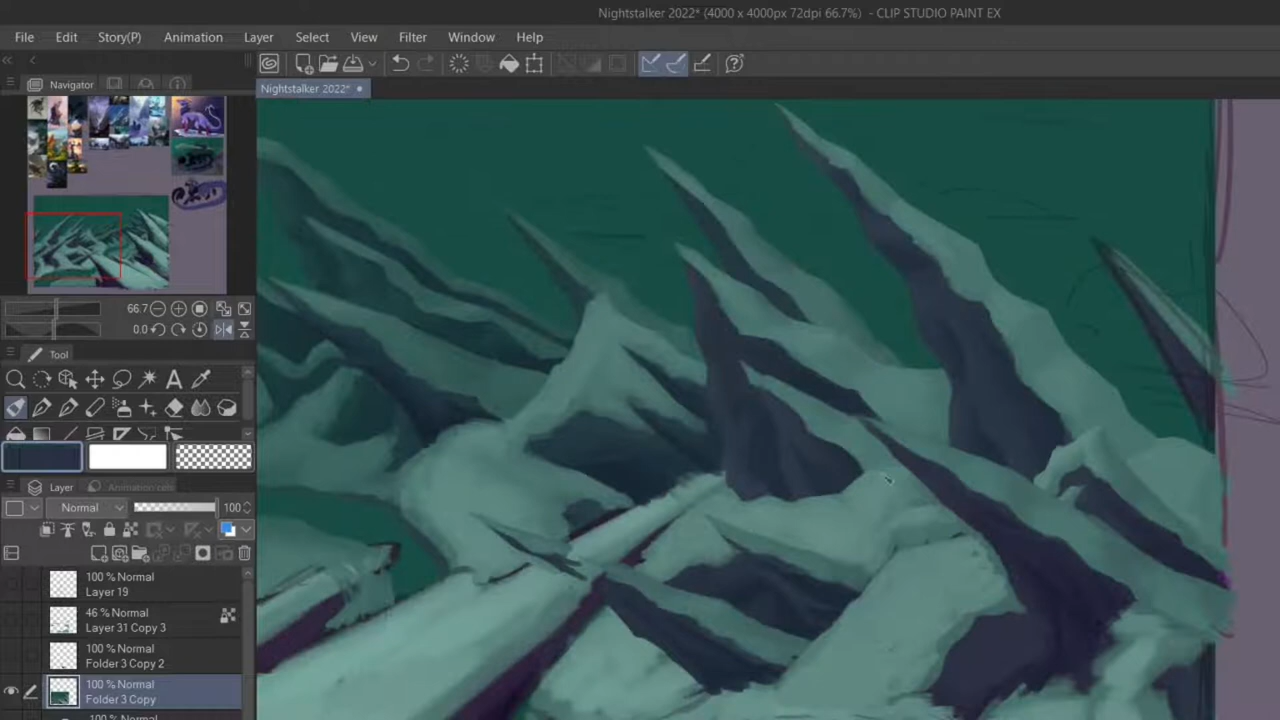 Nightstalker 2022* (4000 x 4000px 72dpi 66.7%) - CLIP STUDIO PAINT EX
File Edit Story(P) Animation Layer Select View Filter Window Help
Navigator
Nightstalker 2022*
66.7
0.0
Tool
Layer Animation cels
Normal 100
100 % Normal
Layer 19
46 % Normal
Layer 31 Copy 3
100 % Normal
Folder 3 Copy 2
100 % Normal
Folder 3 Copy
100 % Normal